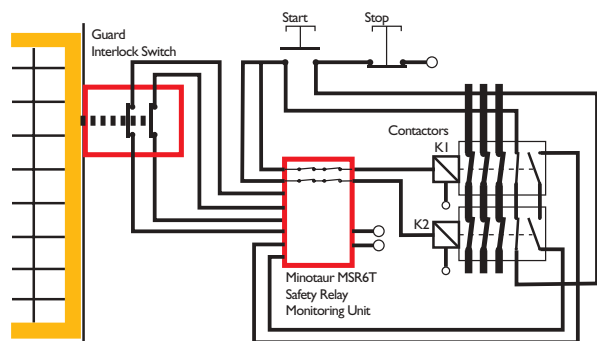 Guard
Interlock Switch
Start
Stop
Contactors
K1
K2
Minotaur MSR6T
Safety Relay
Monitoring Unit